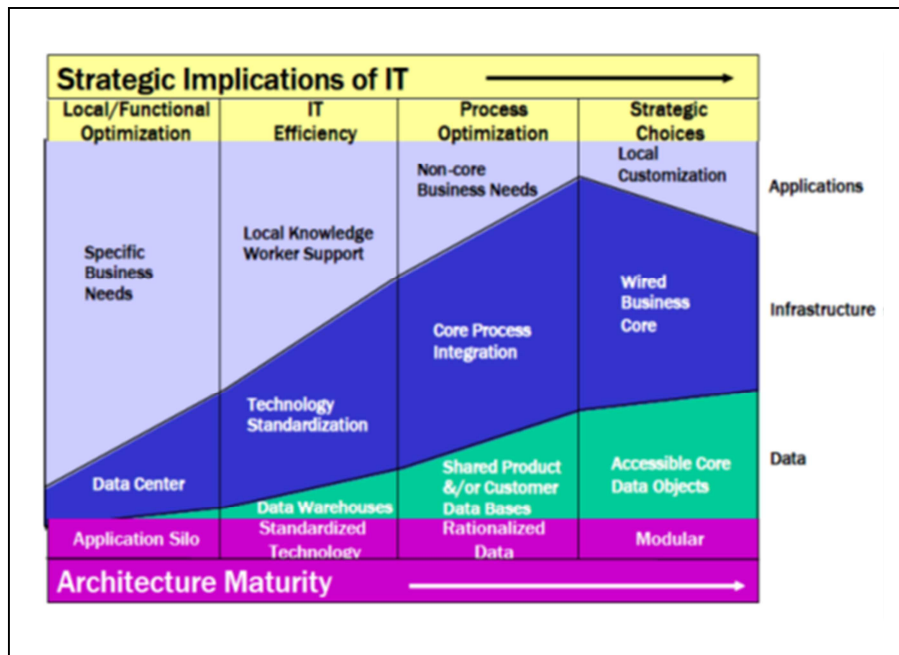 Strategic Implications of IT
Local/Functional
Optimization
IT
Efficiency
Process
Optimization
Strategic
Choices
Specific
Business
Needs
Local Knowledge
Worker Support
Non-core
Business Needs
Local
Customization
Applications
Data Center
Technology
Standardization
Core Process
Integration
Wired
Business
Core
Infrastructure
Data Warehouses
Shared Product
&/or Customer
Data Bases
Accessible Core
Data Objects
Data
Application Silo
Standardized
Technology
Rationalized
Data
Modular
Architecture Maturity